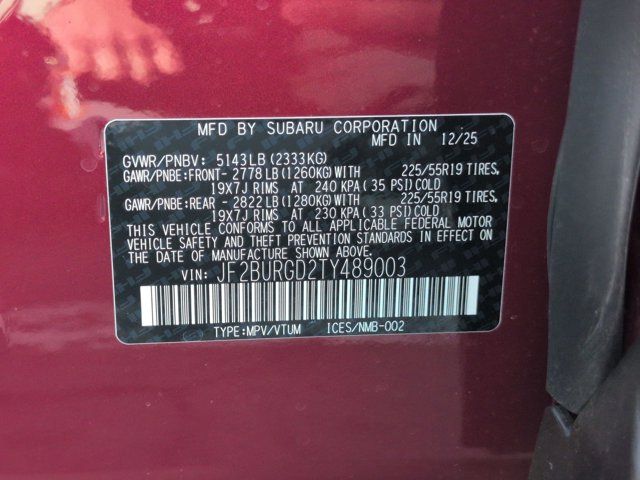 MFD BY SUBARU CORPORATION
MFD IN 12/25
GVWR/PNBV: 5143LB(2333KG)
GAWR/PNBE:FRONT- 2778 LB(1260KG)WITH 225/55R19 TIRES,
19X7J RIMS AT 240 KPA(35 PSI)COLD
GAWR/PNBE:REAR - 2822 LB(1280KG)WITH 225/55R19 TIRES,
19X7J RIMS AT 230 KPA(33 PSI)COLD
THIS VEHICLE CONFORMS TO ALL APPLICABLE FEDERAL MOTOR
VEHICLE SAFETY AND THEFT PREVENTION STANDARDS IN EFFECT ON
THE DATE OF MANUFACTURE SHOWN ABOVE.
VIN: JF2BURGD2TY489003
TYPE:MPV/VTUM ICES/NMB-002